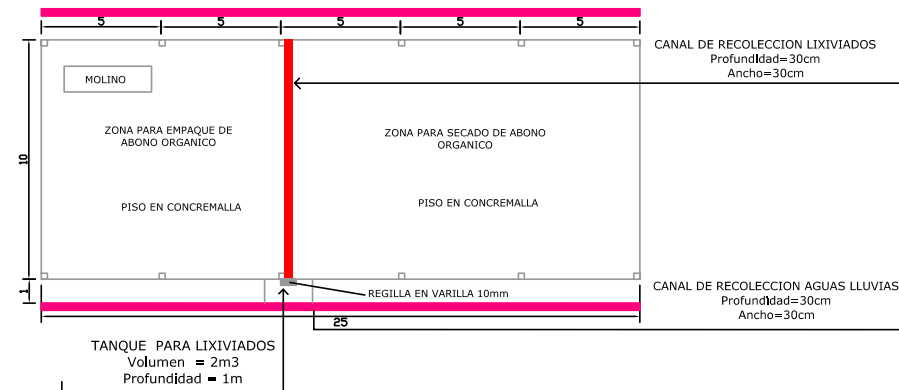 5 5 5 5 5
CANAL DE RECOLECCION LIXIVIADOS
Profundidad=30cm
Ancho=30cm
MOLINO
ZONA PARA EMPAQUE DE
ABONO ORGANICO
ZONA PARA SECADO DE ABONO
ORGANICO
10
PISO EN CONCREMALLA
PISO EN CONCREMALLA
1
REGILLA EN VARILLA 10mm
CANAL DE RECOLECCION AGUAS LLUVIAS
Profundidad=30cm
Ancho=30cm
25
TANQUE PARA LIXIVIADOS
Volumen = 2m3
Profundidad = 1m